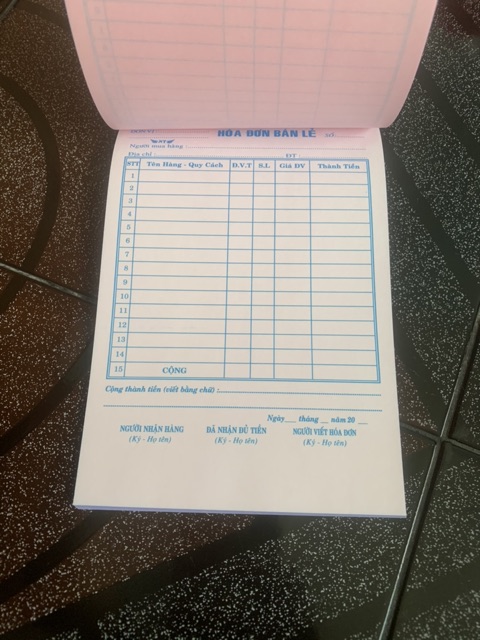 HÓA ĐƠN BÁN LẺ
Người mua hàng :
Địa chỉ ĐT :
STT Tên Hàng - Quy Cách Đ.V.T S.L Giá ĐV Thành Tiền
1
2
3
4
5
6
7
8
9
10
11
12
13
14
15 CỘNG
Cộng thành tiền (viết bằng chữ) :
Ngày___ tháng __ năm 20 __
NGƯỜI NHẬN HÀNG ĐÃ NHẬN ĐỦ TIỀN NGƯỜI VIẾT HÓA ĐƠN
(Ký - Họ tên) (Ký - Họ tên) (Ký - Họ tên)